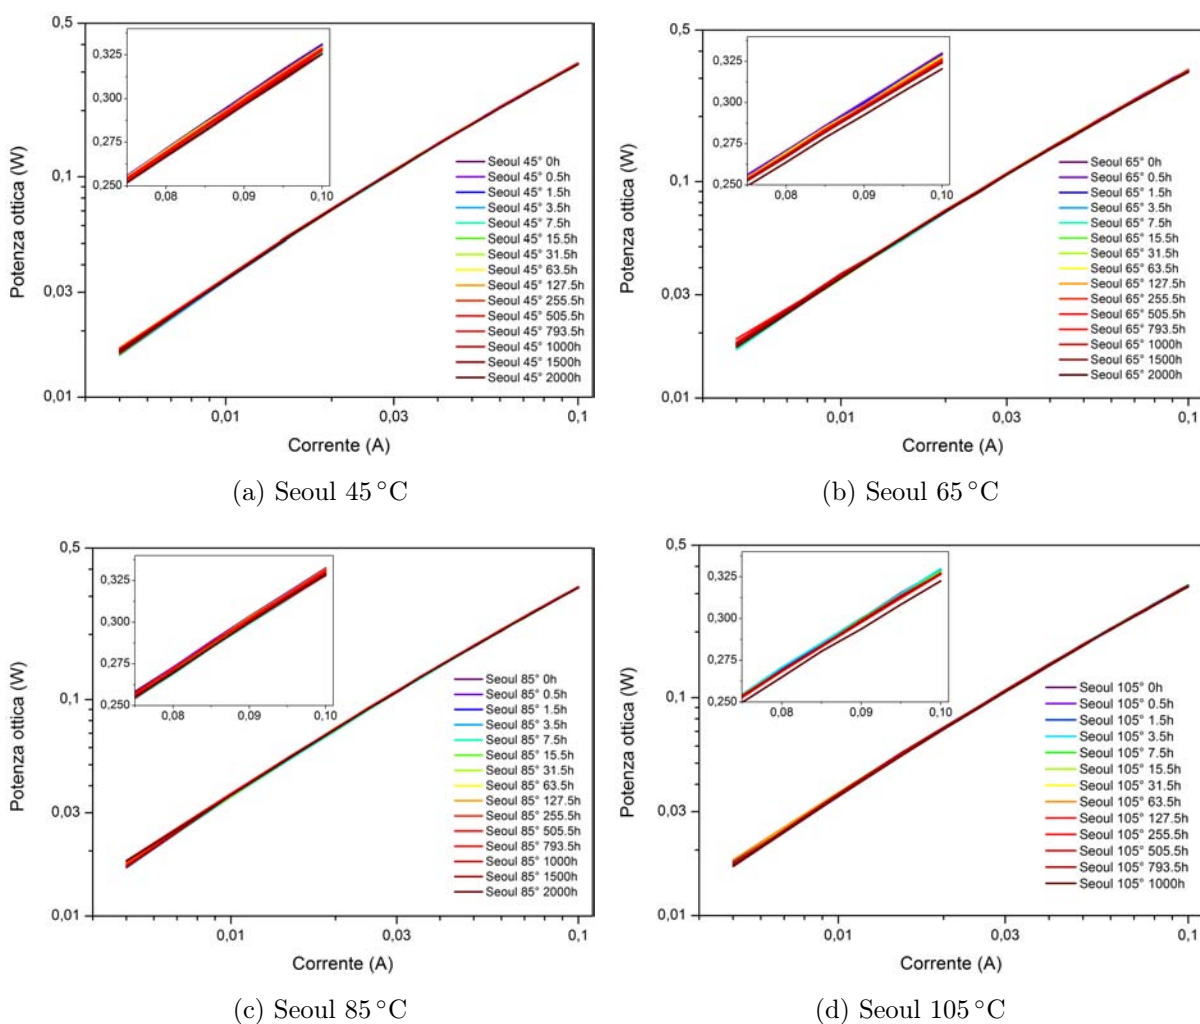 0,5
0,325
0,300
0,275
0,250
0,08 0,09 0,10
Potenza ottica (W)
0,1
0,03
0,01
Seoul 45° 0h
Seoul 45° 0.5h
Seoul 45° 1.5h
Seoul 45° 3.5h
Seoul 45° 7.5h
Seoul 45° 15.5h
Seoul 45° 31.5h
Seoul 45° 63.5h
Seoul 45° 127.5h
Seoul 45° 255.5h
Seoul 45° 505.5h
Seoul 45° 793.5h
Seoul 45° 1000h
Seoul 45° 1500h
Seoul 45° 2000h
0,01 0,03 0,1
Corrente (A)
(a) Seoul 45 °C
0,5
0,325
0,300
0,275
0,250
0,08 0,09 0,10
Potenza ottica (W)
0,1
0,03
0,01
Seoul 65° 0h
Seoul 65° 0.5h
Seoul 65° 1.5h
Seoul 65° 3.5h
Seoul 65° 7.5h
Seoul 65° 15.5h
Seoul 65° 31.5h
Seoul 65° 63.5h
Seoul 65° 127.5h
Seoul 65° 255.5h
Seoul 65° 505.5h
Seoul 65° 793.5h
Seoul 65° 1000h
Seoul 65° 1500h
Seoul 65° 2000h
0,01 0,03 0,1
Corrente (A)
(b) Seoul 65 °C
0,5
0,325
0,300
0,275
0,250
0,08 0,09 0,10
Potenza ottica (W)
0,1
0,03
0,01
Seoul 85° 0h
Seoul 85° 0.5h
Seoul 85° 1.5h
Seoul 85° 3.5h
Seoul 85° 7.5h
Seoul 85° 15.5h
Seoul 85° 31.5h
Seoul 85° 63.5h
Seoul 85° 127.5h
Seoul 85° 255.5h
Seoul 85° 505.5h
Seoul 85° 793.5h
Seoul 85° 1000h
Seoul 85° 1500h
Seoul 85° 2000h
0,01 0,03 0,1
Corrente (A)
(c) Seoul 85 °C
0,5
0,325
0,300
0,275
0,250
0,08 0,09 0,10
Potenza ottica (W)
0,1
0,03
0,01
Seoul 105° 0h
Seoul 105° 0.5h
Seoul 105° 1.5h
Seoul 105° 3.5h
Seoul 105° 7.5h
Seoul 105° 15.5h
Seoul 105° 31.5h
Seoul 105° 63.5h
Seoul 105° 127.5h
Seoul 105° 255.5h
Seoul 105° 505.5h
Seoul 105° 793.5h
Seoul 105° 1000h
0,01 0,03 0,1
Corrente (A)
(d) Seoul 105 °C